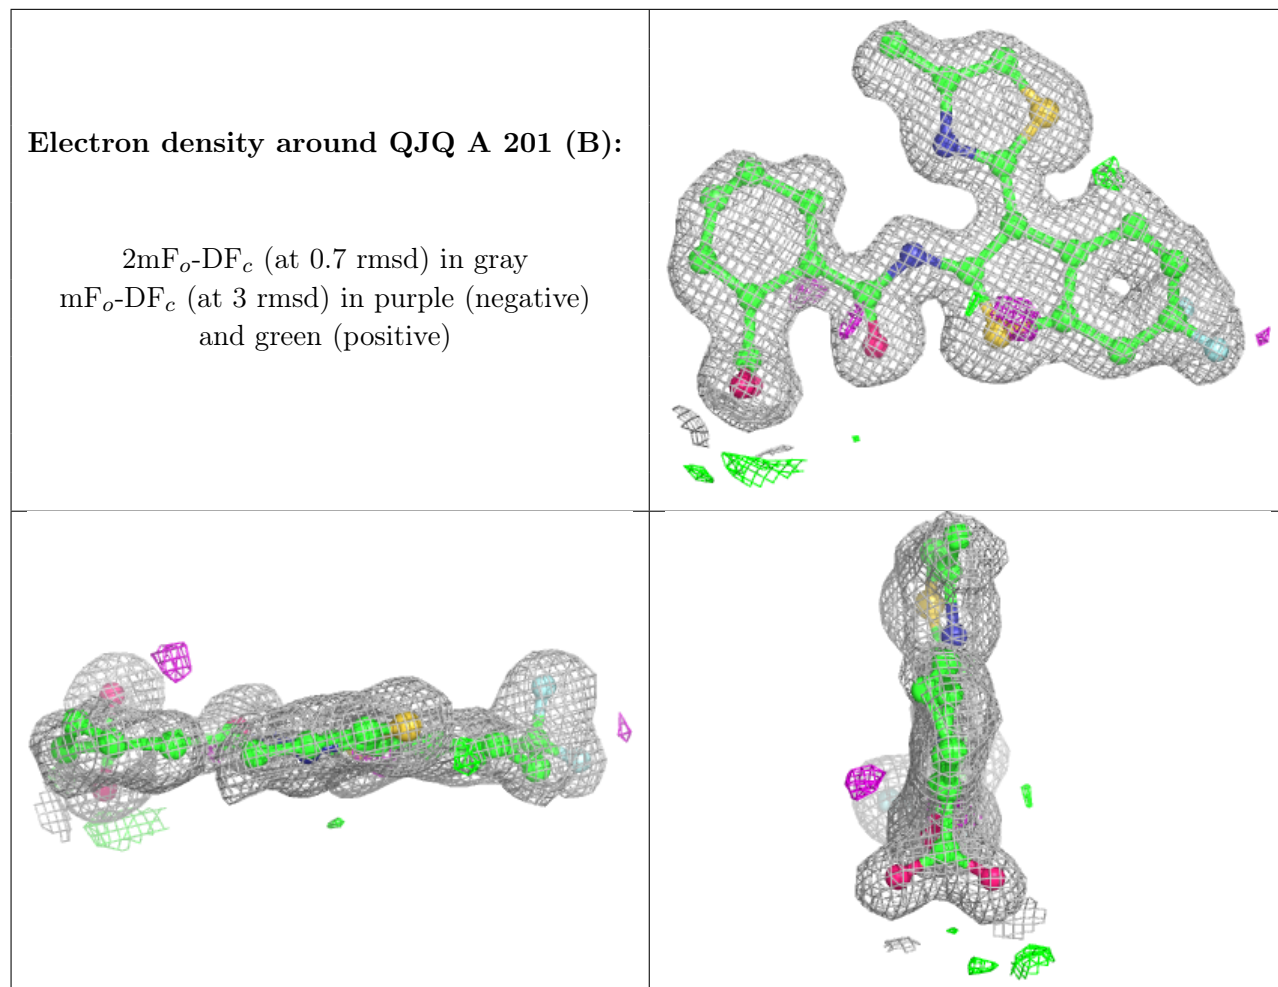 Electron density around QJQ A 201 (B):
2mFo-DFc (at 0.7 rmsd) in gray
mFo-DFc (at 3 rmsd) in purple (negative)
and green (positive)